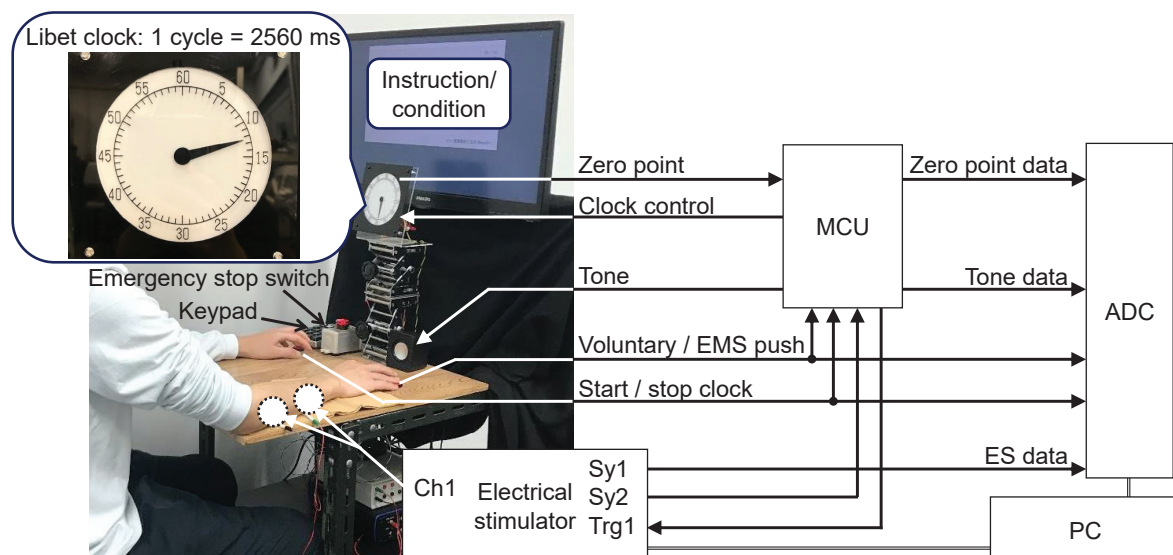 Libet clock: 1 cycle = 2560 ms
60
5
10
15
20
25
30
35
40
45
50
55
Instruction/
condition
PHILIPS
Emergency stop switch
Keypad
Zero point
Clock control
Tone
Voluntary / EMS push
Start / stop clock
MCU
Zero point data
Tone data
ADC
ES data
Ch1
Electrical
stimulator
Sy1
Sy2
Trg1
PC